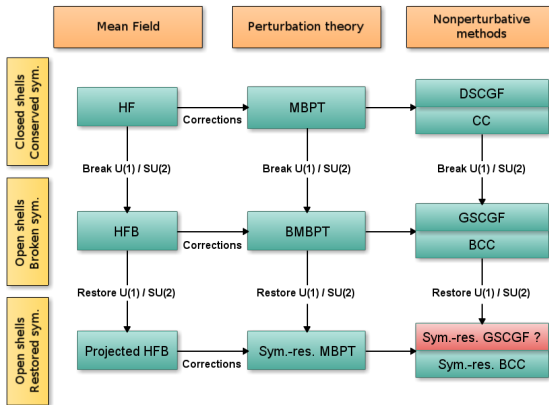 Mean Field
Perturbation theory
Nonperturbative
methods
Closed shells
Conserved sym.
HF
Corrections
MBPT
DSCGF
CC
Break U(1) / SU(2)
Break U(1) / SU(2)
Break U(1) / SU(2)
Open shells
Broken sym.
HFB
Corrections
BMBPT
GSCGF
BCC
Restore U(1) / SU(2)
Restore U(1) / SU(2)
Restore U(1) / SU(2)
Open shells
Restored sym.
Projected HFB
Corrections
Sym.-res. MBPT
Sym.-res. GSCGF ?
Sym.-res. BCC